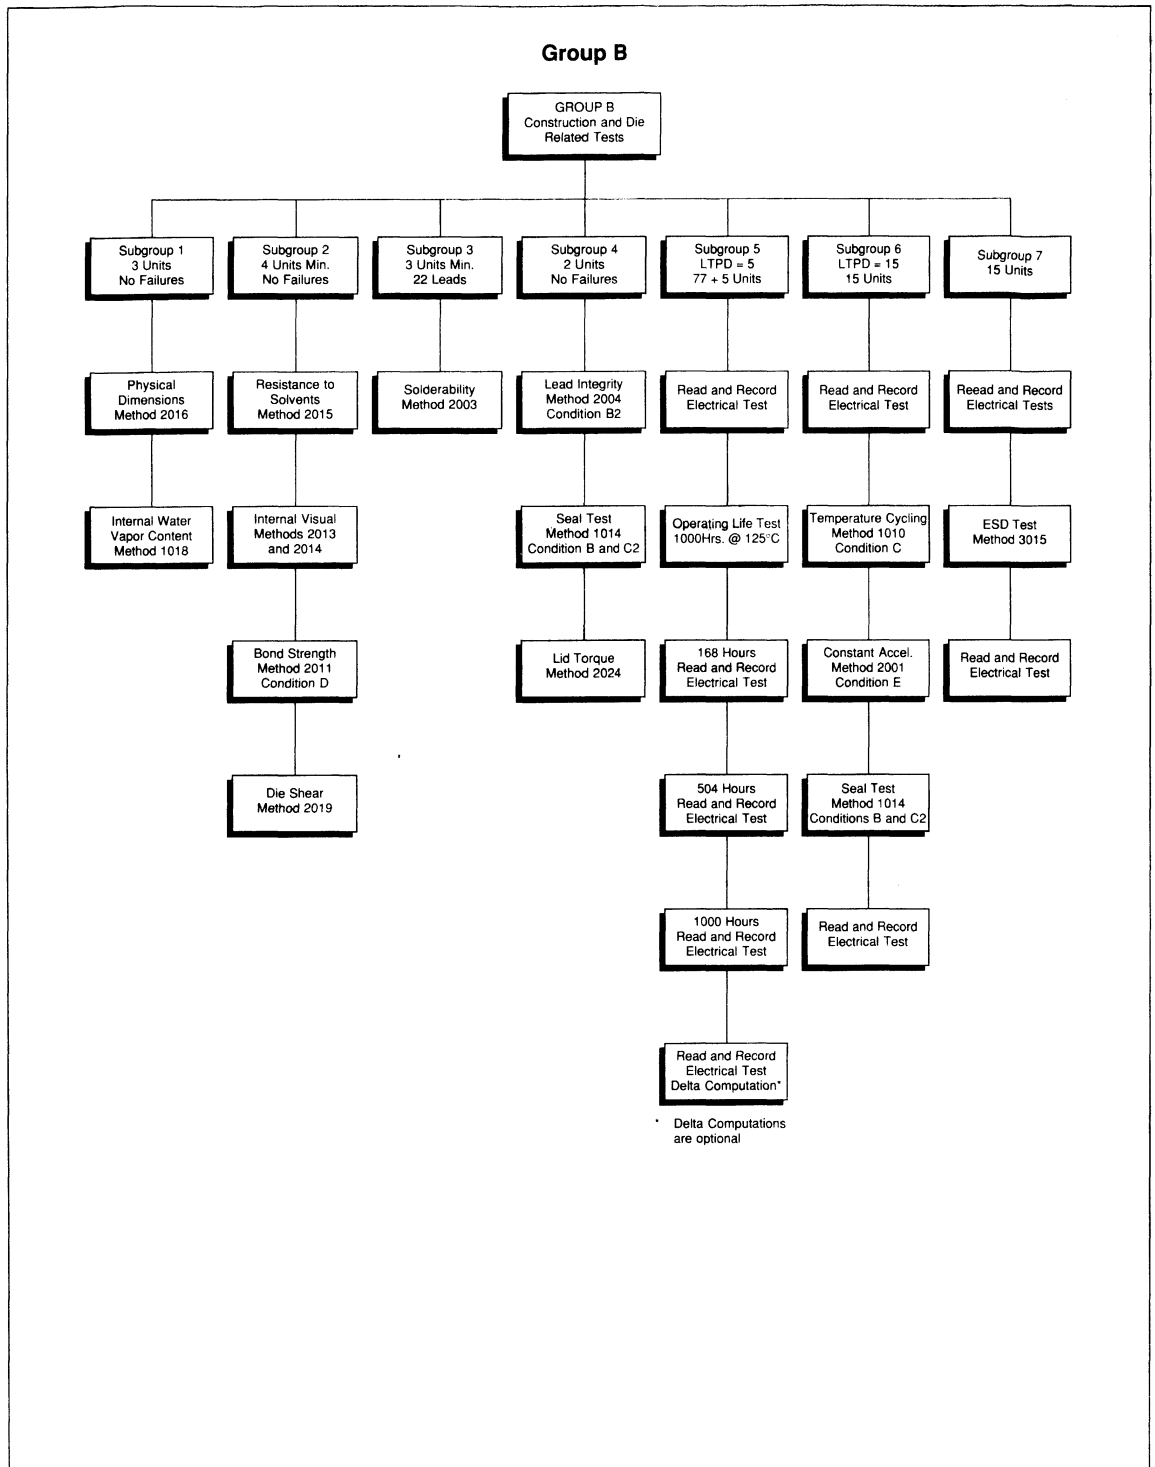 Group B
GROUP B
Construction and Die
Related Tests
Subgroup 1
3 Units
No Failures
Subgroup 2
4 Units Min.
No Failures
Subgroup 3
3 Units Min.
22 Leads
Subgroup 4
2 Units
No Failures
Subgroup 5
LTPD = 5
77 + 5 Units
Subgroup 6
LTPD = 15
15 Units
Subgroup 7
15 Units
Physical
Dimensions
Method 2016
Resistance to
Solvents
Method 2015
Solderability
Method 2003
Lead Integrity
Method 2004
Condition B2
Read and Record
Electrical Test
Read and Record
Electrical Test
Reead and Record
Electrical Tests
Internal Water
Vapor Content
Method 1018
Internal Visual
Methods 2013
and 2014
Seal Test
Method 1014
Condition B and C2
Operating Life Test
1000Hrs. @ 125°C
Temperature Cycling
Method 1010
Condition C
ESD Test
Method 3015
Bond Strength
Method 2011
Condition D
Lid Torque
Method 2024
168 Hours
Read and Record
Electrical Test
Constant Accel.
Method 2001
Condition E
Read and Record
Electrical Test
Die Shear
Method 2019
504 Hours
Read and Record
Electrical Test
Seal Test
Method 1014
Conditions B and C2
1000 Hours
Read and Record
Electrical Test
Read and Record
Electrical Test
Read and Record
Electrical Test
Delta Computation*
* Delta Computations
are optional